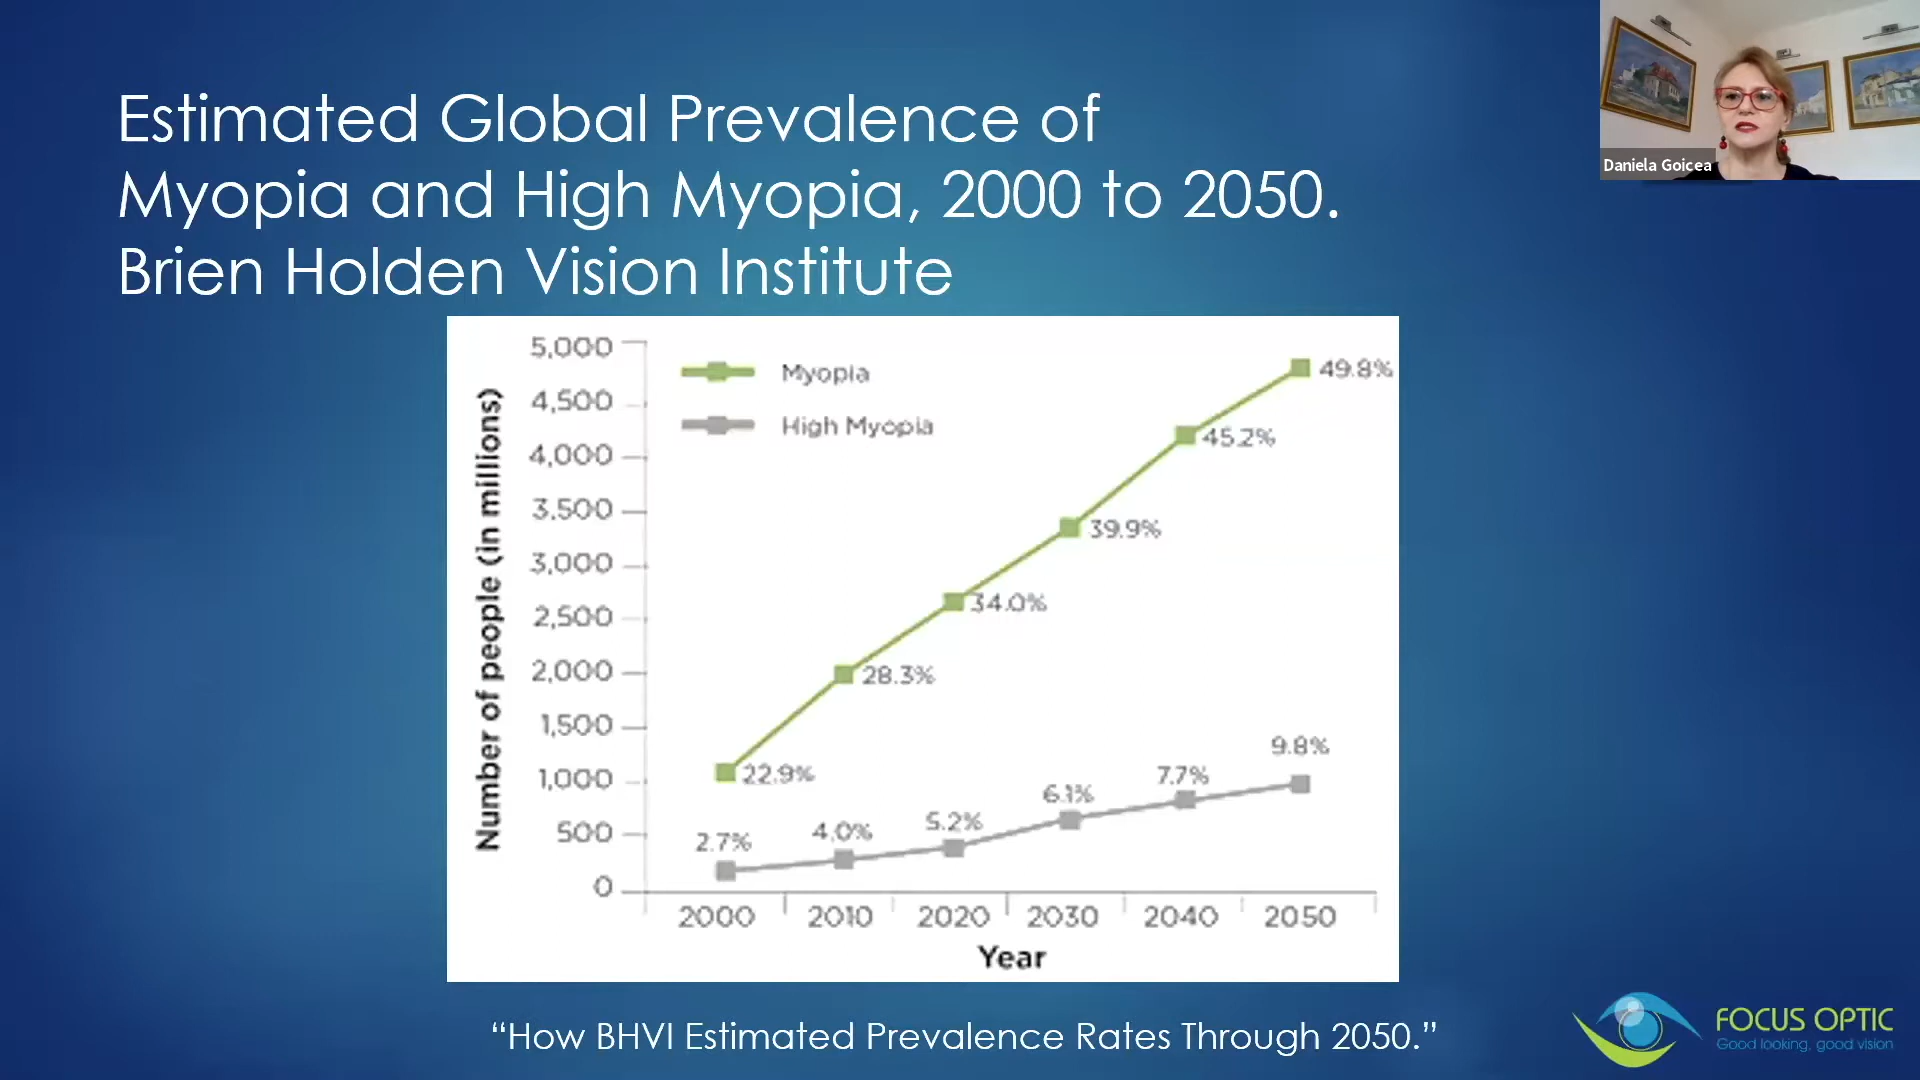 Estimated Global Prevalence of
Myopia and High Myopia, 2000 to 2050.
Brien Holden Vision Institute
Daniela Goicea
Number of people (in millions)
5,000
4,500
4,000
3,500
3,000
2,500
2,000
1,500
1,000
500
0
Myopia
High Myopia
22.9%
28.3%
34.0%
39.9%
45.2%
49.8%
2.7%
4.0%
5.2%
6.1%
7.7%
9.8%
2000 2010 2020 2030 2040 2050
Year
“How BHVI Estimated Prevalence Rates Through 2050.”
FOCUS OPTIC
Good looking, good vision